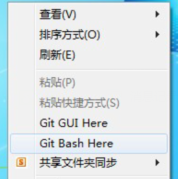 查看(V)
排序方式(O)
刷新(E)
粘贴(P)
粘贴快捷方式(S)
Git GUI Here
Git Bash Here
共享文件夹同步